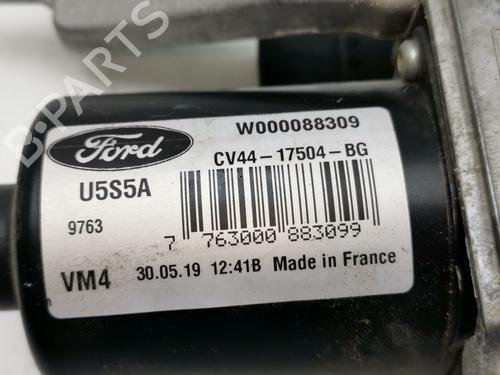 W000088309
Ford
CV44-17504-BG
U5S5A
9763
7 763000 883099
VM4 30.05.19 12:41B Made in France